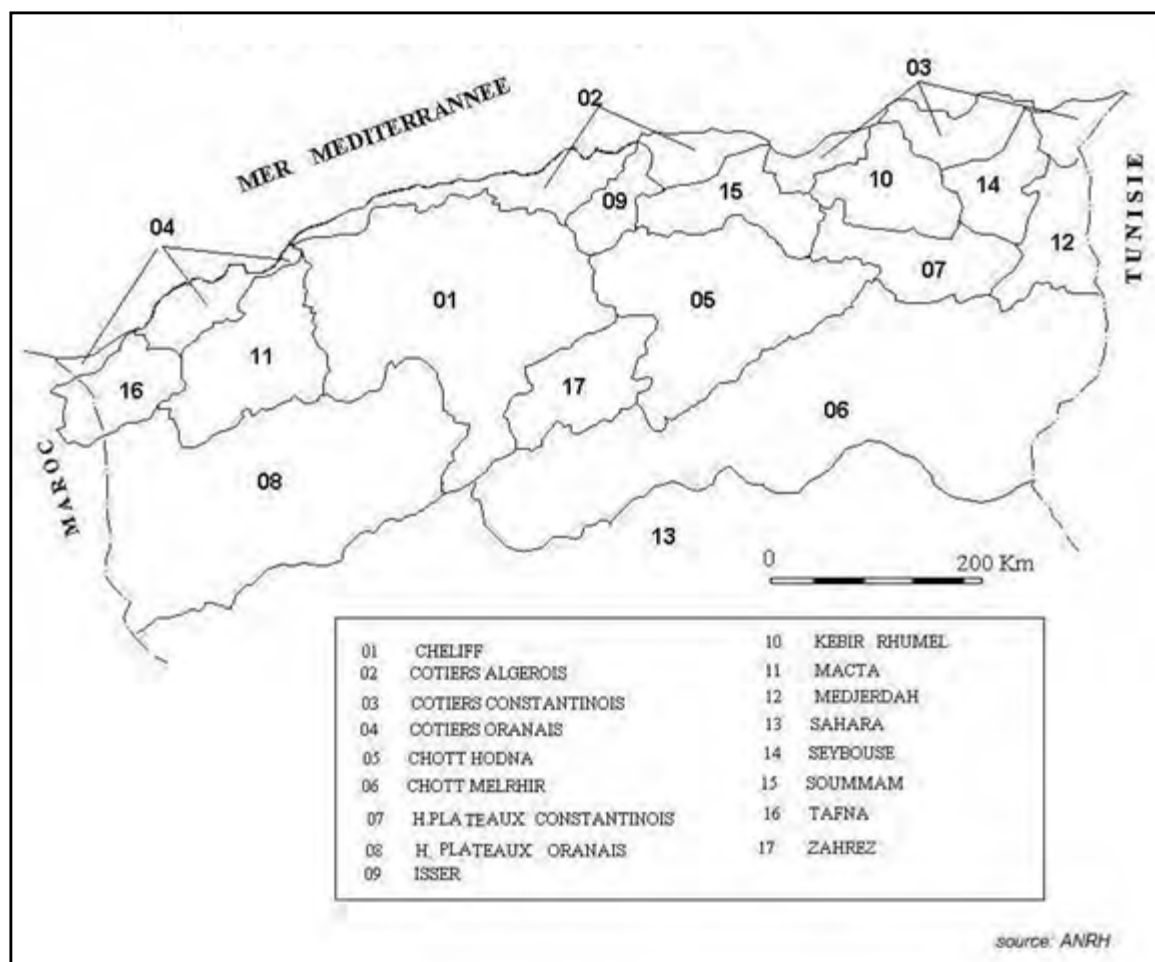 MER MEDITERRANNEE
03
02
10
15
14
09
04
12
TUNISIE
07
01
05
11
16
17
06
08
MAROC
13
0 200 Km
01 CHELIFF
02 COTIERS ALGEROIS
03 COTIERS CONSTANTINOIS
04 COTIERS ORANAIS
05 CHOTT HODNA
06 CHOTT MELRHIR
07 H.PLATEAUX CONSTANTINOIS
08 H. PLATEAUX ORANAIS
09 ISSER
10 KEBIR RHUMEL
11 MACTA
12 MEDJERDAH
13 SAHARA
14 SEYBOUSE
15 SOUMMAM
16 TAFNA
17 ZAHREZ
source: ANRH